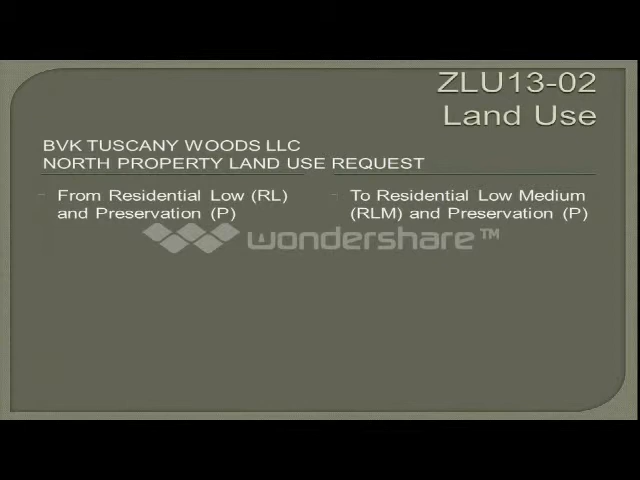 ZLU13-02
Land Use
BVK TUSCANY WOODS LLC
NORTH PROPERTY LAND USE REQUEST
– From Residential Low (RL)
and Preservation (P)
– To Residential Low Medium
(RLM) and Preservation (P)
wondershare™